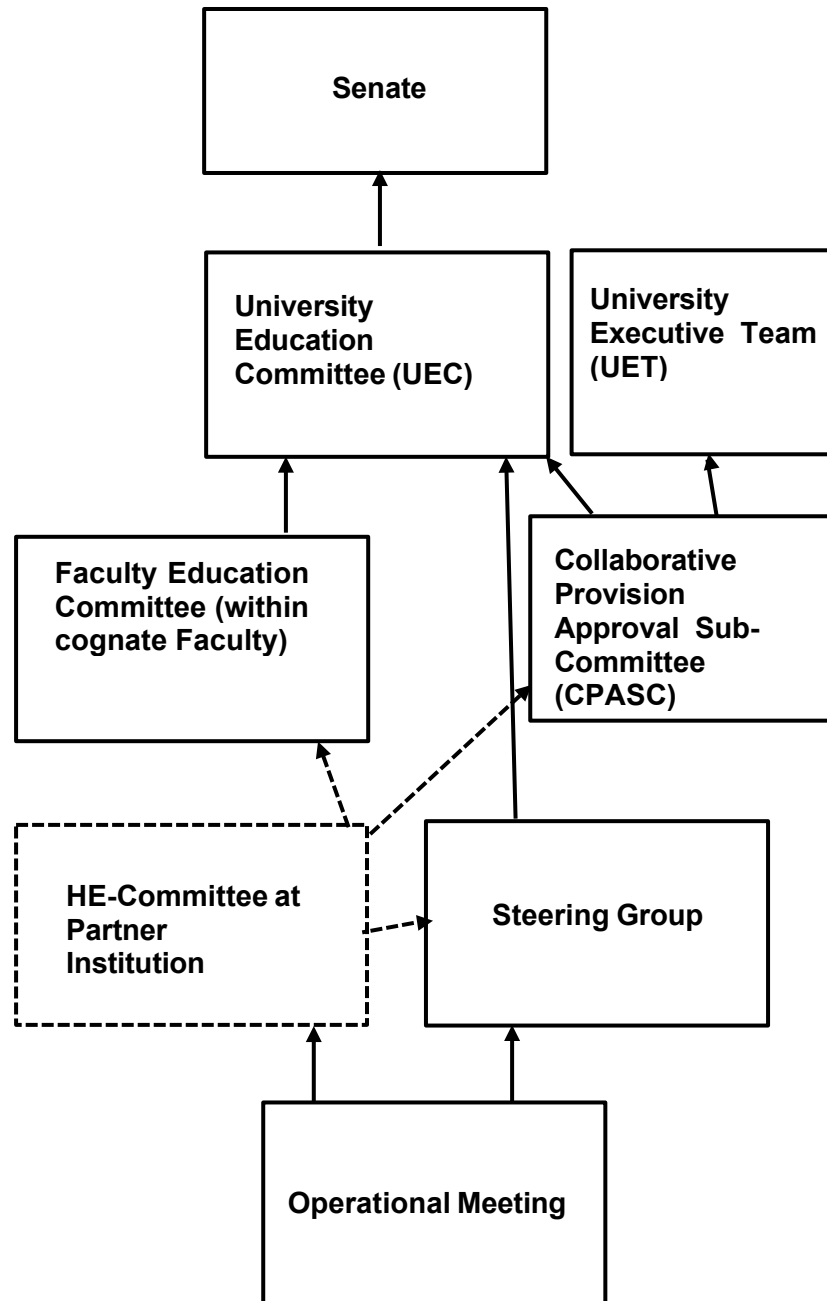 Senate
University
Education
Committee (UEC)
University
Executive Team
(UET)
Faculty Education
Committee (within
cognate Faculty)
Collaborative
Provision
Approval Sub-
Committee
(CPASC)
HE-Committee at
Partner
Institution
Steering Group
Operational Meeting